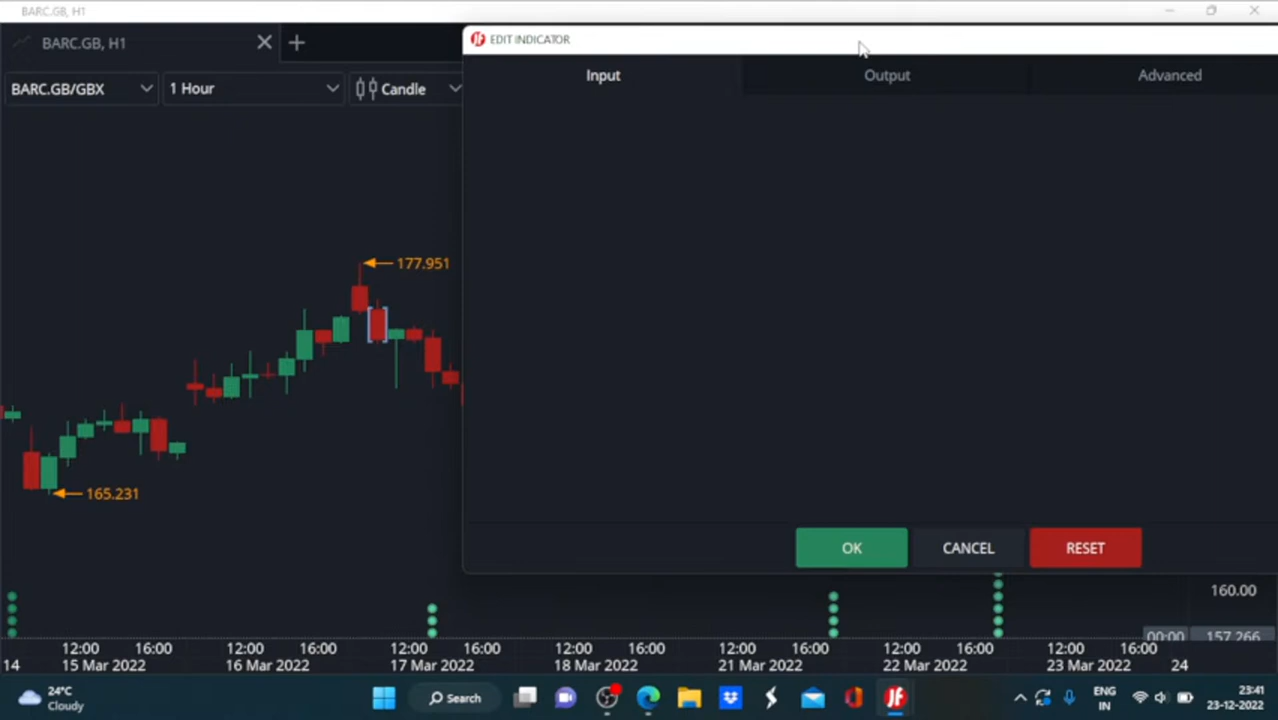 BARC.GB, H1
BARC.GB, H1
EDIT INDICATOR
BARC.GB/GBX
1 Hour
Candle
Input
Output
Advanced
177.951
165.231
OK
CANCEL
RESET
160.00
00:00
157.266
12:00 16:00 12:00 16:00 12:00 16:00 12:00 16:00 12:00 16:00 12:00 16:00 12:00 16:00
14 15 Mar 2022 16 Mar 2022 17 Mar 2022 18 Mar 2022 21 Mar 2022 22 Mar 2022 23 Mar 2022 24
24°C
Cloudy
Search
ENG
IN
23:41
23-12-2022